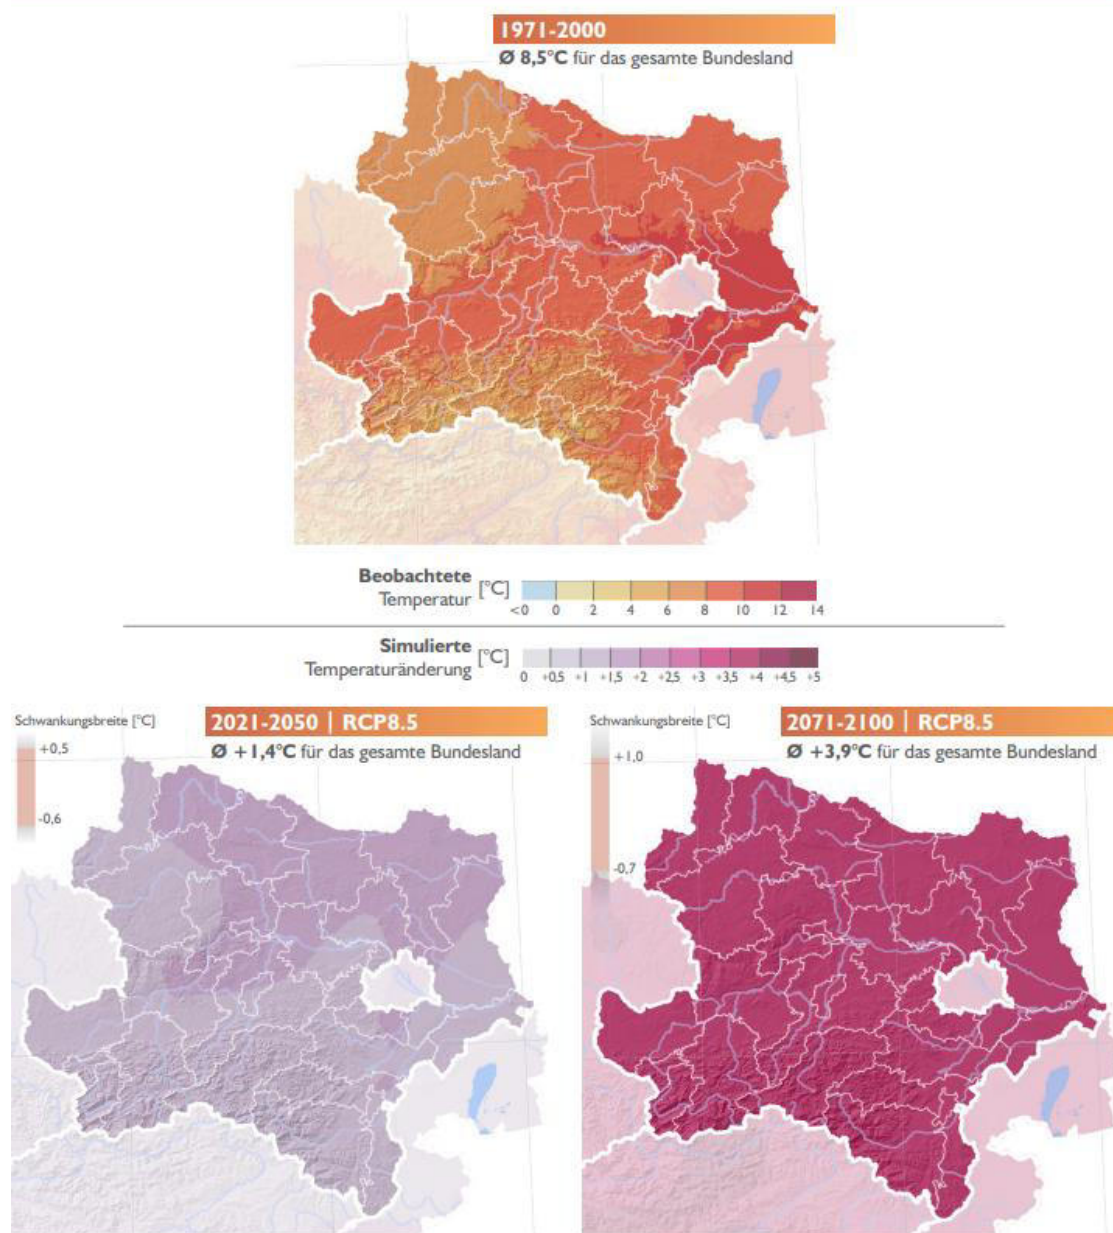 1971-2000
Ø 8,5°C für das gesamte Bundesland
Beobachtete
Temperatur
[°C]
<0 0 2 4 6 8 10 12 14
Simulierte
Temperaturänderung
[°C]
0 +0,5 +1 +1,5 +2 +2,5 +3 +3,5 +4 +4,5 +5
Schwankungsbreite [°C]
+0,5
-0,6
2021-2050 | RCP8.5
Ø +1,4°C für das gesamte Bundesland
Schwankungsbreite [°C]
+1,0
-0,7
2071-2100 | RCP8.5
Ø +3,9°C für das gesamte Bundesland